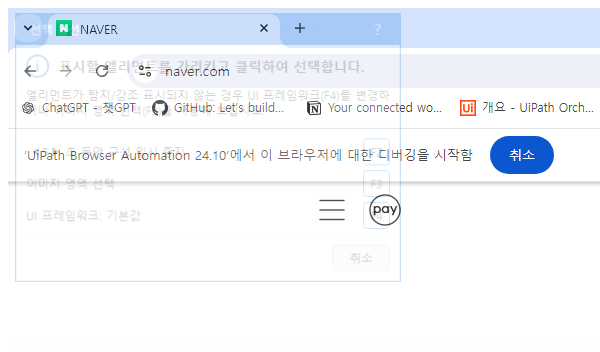 NAVER
선택
?
naver.com
표시할 엘리먼트를 가리키고 클릭하여 선택합니다.
엘리먼트가 탐지/강조 표시되지 않는 경우 UI 프레임워크(F4)를 변경하
ChatGPT - 챗GPT
GitHub: Let's build...
Your connected wo...
개요 - UiPath Orch...
'UiPath Browser Automation 24.10'에서 이 브라우저에 대한 디버깅을 시작함
취소
이미지 영역 선택
F3
UI 프레임워크: 기본값
pay
취소